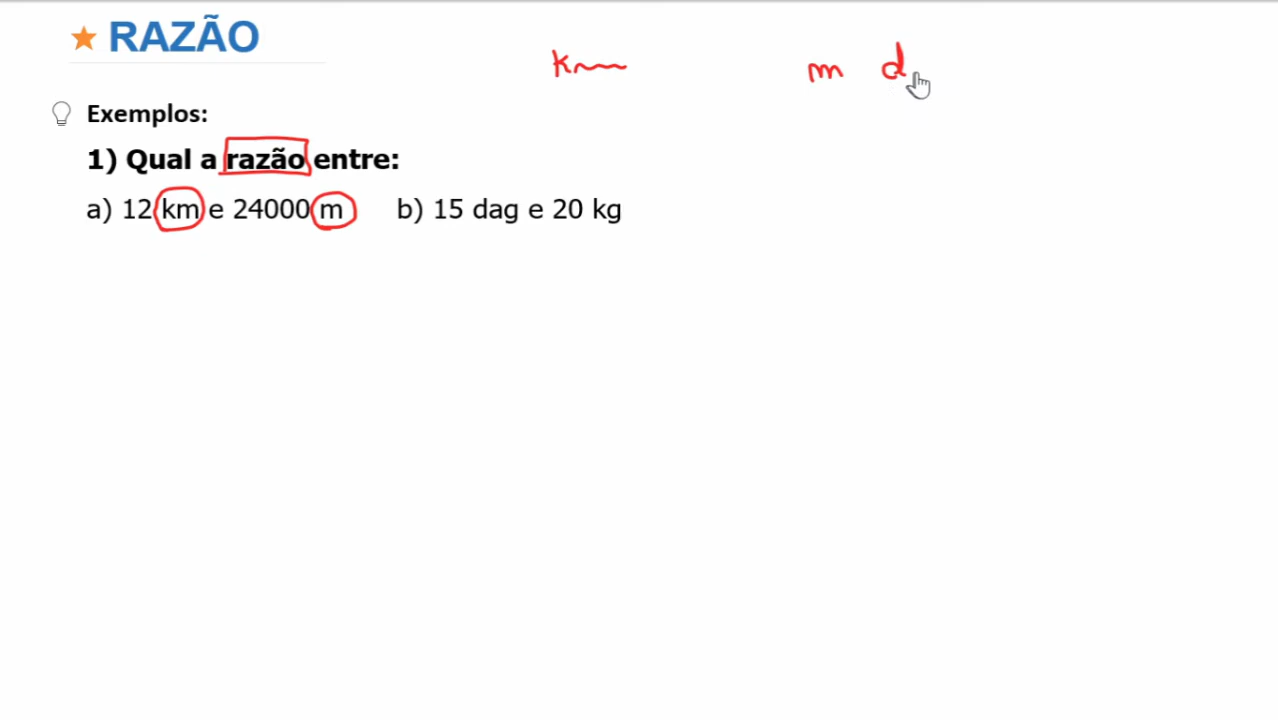 RAZÃO
km m d
Exemplos:
1) Qual a razão entre:
a) 12 km e 24000 m b) 15 dag e 20 kg